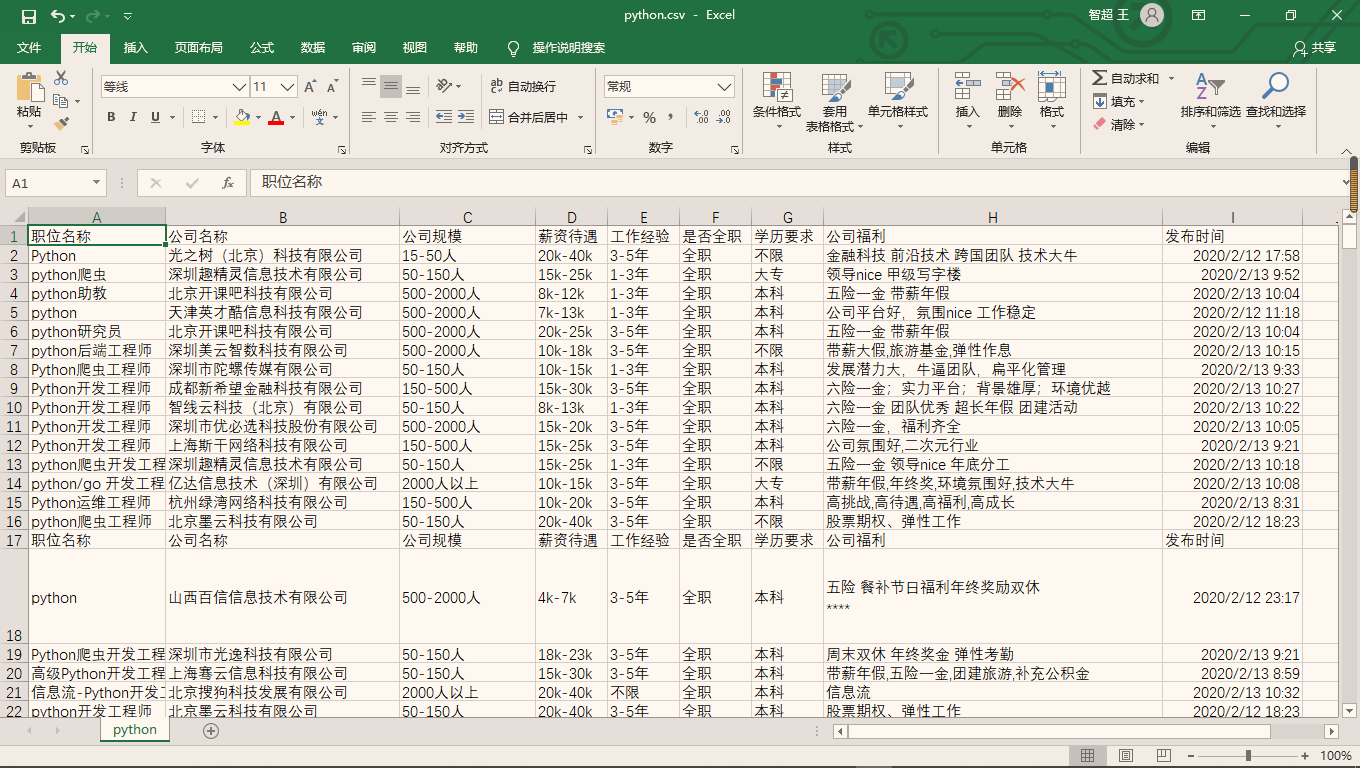 python.csv - Excel
智超 王
文件 开始 插入 页面布局 公式 数据 审阅 视图 帮助 操作说明搜索 共享
等线 11 自动换行 常规 条件格式 套用 表格格式 单元格样式 插入 删除 格式 自动求和 填充 清除 排序和筛选 查找和选择
粘贴 B I U 合并后居中
剪贴板 字体 对齐方式 数字 样式 单元格 编辑
A1 fx 职位名称
A B C D E F G H I
1 职位名称 公司名称 公司规模 薪资待遇 工作经验 是否全职 学历要求 公司福利 发布时间
2 Python 光之树（北京）科技有限公司 15-50人 20k-40k 3-5年 全职 不限 金融科技 前沿技术 跨国团队 技术大牛 2020/2/12 17:58
3 python爬虫 深圳趣精灵信息技术有限公司 50-150人 15k-25k 1-3年 全职 大专 领导nice 甲级写字楼 2020/2/13 9:52
4 python助教 北京开课吧科技有限公司 500-2000人 8k-12k 1-3年 全职 本科 五险一金 带薪年假 2020/2/13 10:04
5 python 天津英才酷信息科技有限公司 500-2000人 7k-13k 1-3年 全职 本科 公司平台好，氛围nice 工作稳定 2020/2/12 11:18
6 python研究员 北京开课吧科技有限公司 500-2000人 20k-25k 3-5年 全职 本科 五险一金 带薪年假 2020/2/13 10:04
7 python后端工程师 深圳美云智数科技有限公司 500-2000人 10k-18k 3-5年 全职 不限 带薪大假,旅游基金,弹性作息 2020/2/13 10:15
8 Python爬虫工程师 深圳市陀螺传媒有限公司 50-150人 10k-15k 1-3年 全职 本科 发展潜力大，牛逼团队，扁平化管理 2020/2/13 9:33
9 Python开发工程师 成都新希望金融科技有限公司 150-500人 15k-30k 3-5年 全职 本科 六险一金；实力平台；背景雄厚；环境优越 2020/2/13 10:27
10 Python开发工程师 智线云科技（北京）有限公司 50-150人 8k-13k 1-3年 全职 本科 六险一金 团队优秀 超长年假 团建活动 2020/2/13 10:22
11 Python开发工程师 深圳市优必选科技股份有限公司 500-2000人 15k-20k 3-5年 全职 本科 六险一金，福利齐全 2020/2/13 10:05
12 Python开发工程师 上海斯干网络科技有限公司 150-500人 15k-25k 3-5年 全职 本科 公司氛围好,二次元行业 2020/2/13 9:21
13 python爬虫开发工程 深圳趣精灵信息技术有限公司 50-150人 15k-25k 1-3年 全职 不限 五险一金 领导nice 年底分工 2020/2/13 10:18
14 python/go 开发工程 亿达信息技术（深圳）有限公司 2000人以上 10k-15k 3-5年 全职 大专 带薪年假,年终奖,环境氛围好,技术大牛 2020/2/13 10:08
15 Python运维工程师 杭州绿湾网络科技有限公司 150-500人 10k-20k 3-5年 全职 本科 高挑战,高待遇,高福利,高成长 2020/2/13 8:31
16 python爬虫工程师 北京墨云科技有限公司 50-150人 20k-40k 3-5年 全职 不限 股票期权、弹性工作 2020/2/12 18:23
17 职位名称 公司名称 公司规模 薪资待遇 工作经验 是否全职 学历要求 公司福利 发布时间
18 python 山西百信信息技术有限公司 500-2000人 4k-7k 3-5年 全职 本科 五险 餐补节日福利年终奖励双休 2020/2/12 23:17
****
19 Python爬虫开发工程 深圳市光逸科技有限公司 50-150人 18k-23k 3-5年 全职 本科 周末双休 年终奖金 弹性考勤 2020/2/13 9:21
20 高级Python开发工程 上海骞云信息科技有限公司 50-150人 15k-30k 3-5年 全职 本科 带薪年假,五险一金,团建旅游,补充公积金 2020/2/13 8:59
21 信息流-Python开发工 北京搜狗科技发展有限公司 2000人以上 20k-40k 不限 全职 本科 信息流 2020/2/13 10:32
22 python开发工程师 北京墨云科技有限公司 50-150人 20k-40k 3-5年 全职 本科 股票期权、弹性工作 2020/2/12 18:23
python
100%